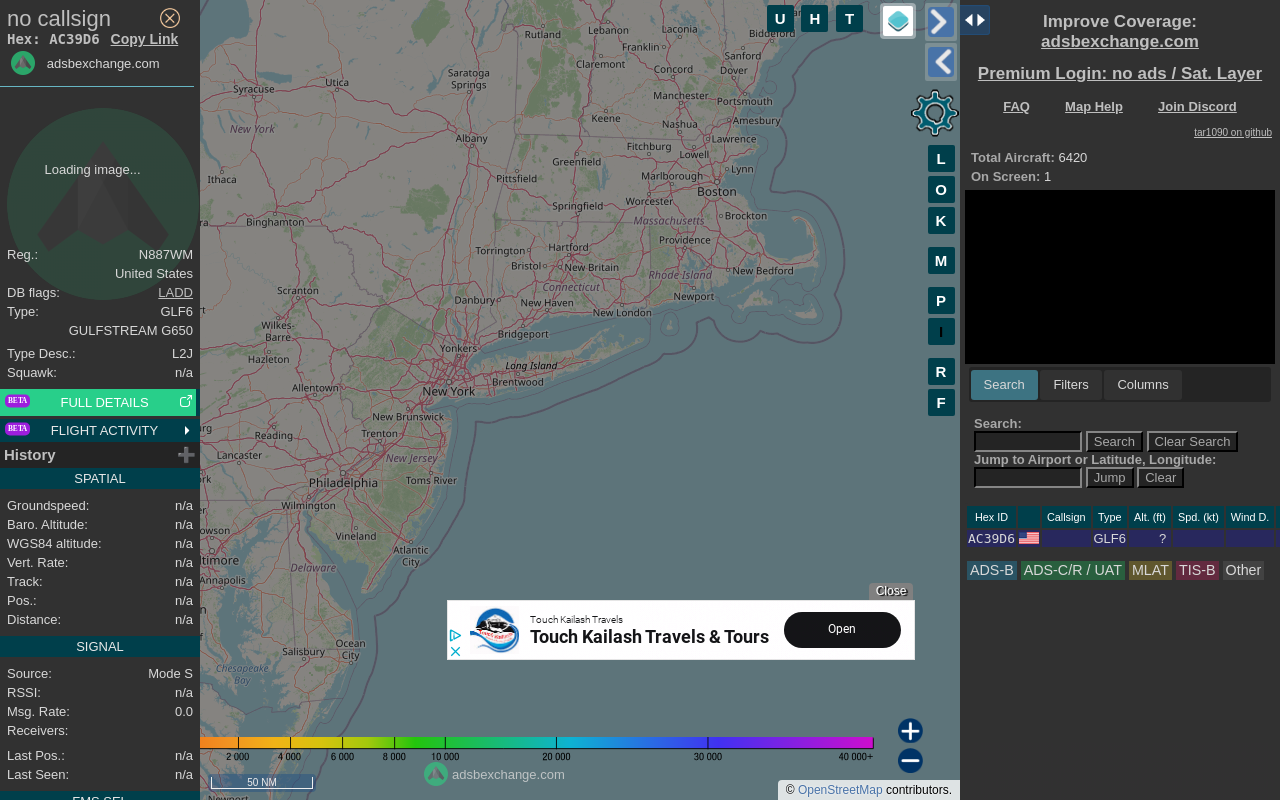 no callsign
Hex: AC39D6 Copy Link
adsbexchange.com
Loading image...
Reg.: N887WM
United States
DB flags: LADD
Type: GLF6
GULFSTREAM G650
Type Desc.: L2J
Squawk: n/a
BETA FULL DETAILS
BETA FLIGHT ACTIVITY
History
SPATIAL
Groundspeed: n/a
Baro. Altitude: n/a
WGS84 altitude: n/a
Vert. Rate: n/a
Track: n/a
Pos.: n/a
Distance: n/a
SIGNAL
Source: Mode S
RSSI: n/a
Msg. Rate: 0.0
Receivers:
Last Pos.: n/a
Last Seen: n/a
FMS SEL
U H T
L
O
K
M
P
I
R
F
Rutland
Lebanon
Laconia
Biddeford
Franklin
Sanford
Claremont
Concord
Dover
Saratoga
Springs
Utica
Syracuse
Manchester
Portsmouth
Keene
Nashua
Amesbury
New York
Albany
Lawrence
Fitchburg
Lowell
Greenfield
Lynn
Ithaca
Pittsfield
Marlborough
Boston
Worcester
Springfield
Brockton
Binghamton
Massachusetts
Providence
Hartford
Torrington
Bristol
New Britain
New Bedford
Rhode Island
Connecticut
Scranton
Danbury
New Haven
Newport
New London
Wilkes-
Barre
Bridgeport
Yonkers
Hazleton
Long Island
Brentwood
Allentown
New York
New Brunswick
Reading
Trenton
Lancaster
New Jersey
Philadelphia
Toms River
Wilmington
Vineland
Atlantic
City
Annapolis
Delaware
Ocean
City
Salisbury
Chesapeake
Bay
Close
Touch Kailash Travels
Touch Kailash Travels & Tours
Open
2 000 4 000 6 000 8 000 10 000 20 000 30 000 40 000+
adsbexchange.com
50 NM
© OpenStreetMap contributors.
Improve Coverage:
adsbexchange.com
Premium Login: no ads / Sat. Layer
FAQ Map Help Join Discord
tar1090 on github
Total Aircraft: 6420
On Screen: 1
Search Filters Columns
Search:
Search Clear Search
Jump to Airport or Latitude, Longitude:
Jump Clear
Hex ID Callsign Type Alt. (ft) Spd. (kt) Wind D.
AC39D6 GLF6 ?
ADS-B ADS-C/R / UAT MLAT TIS-B Other